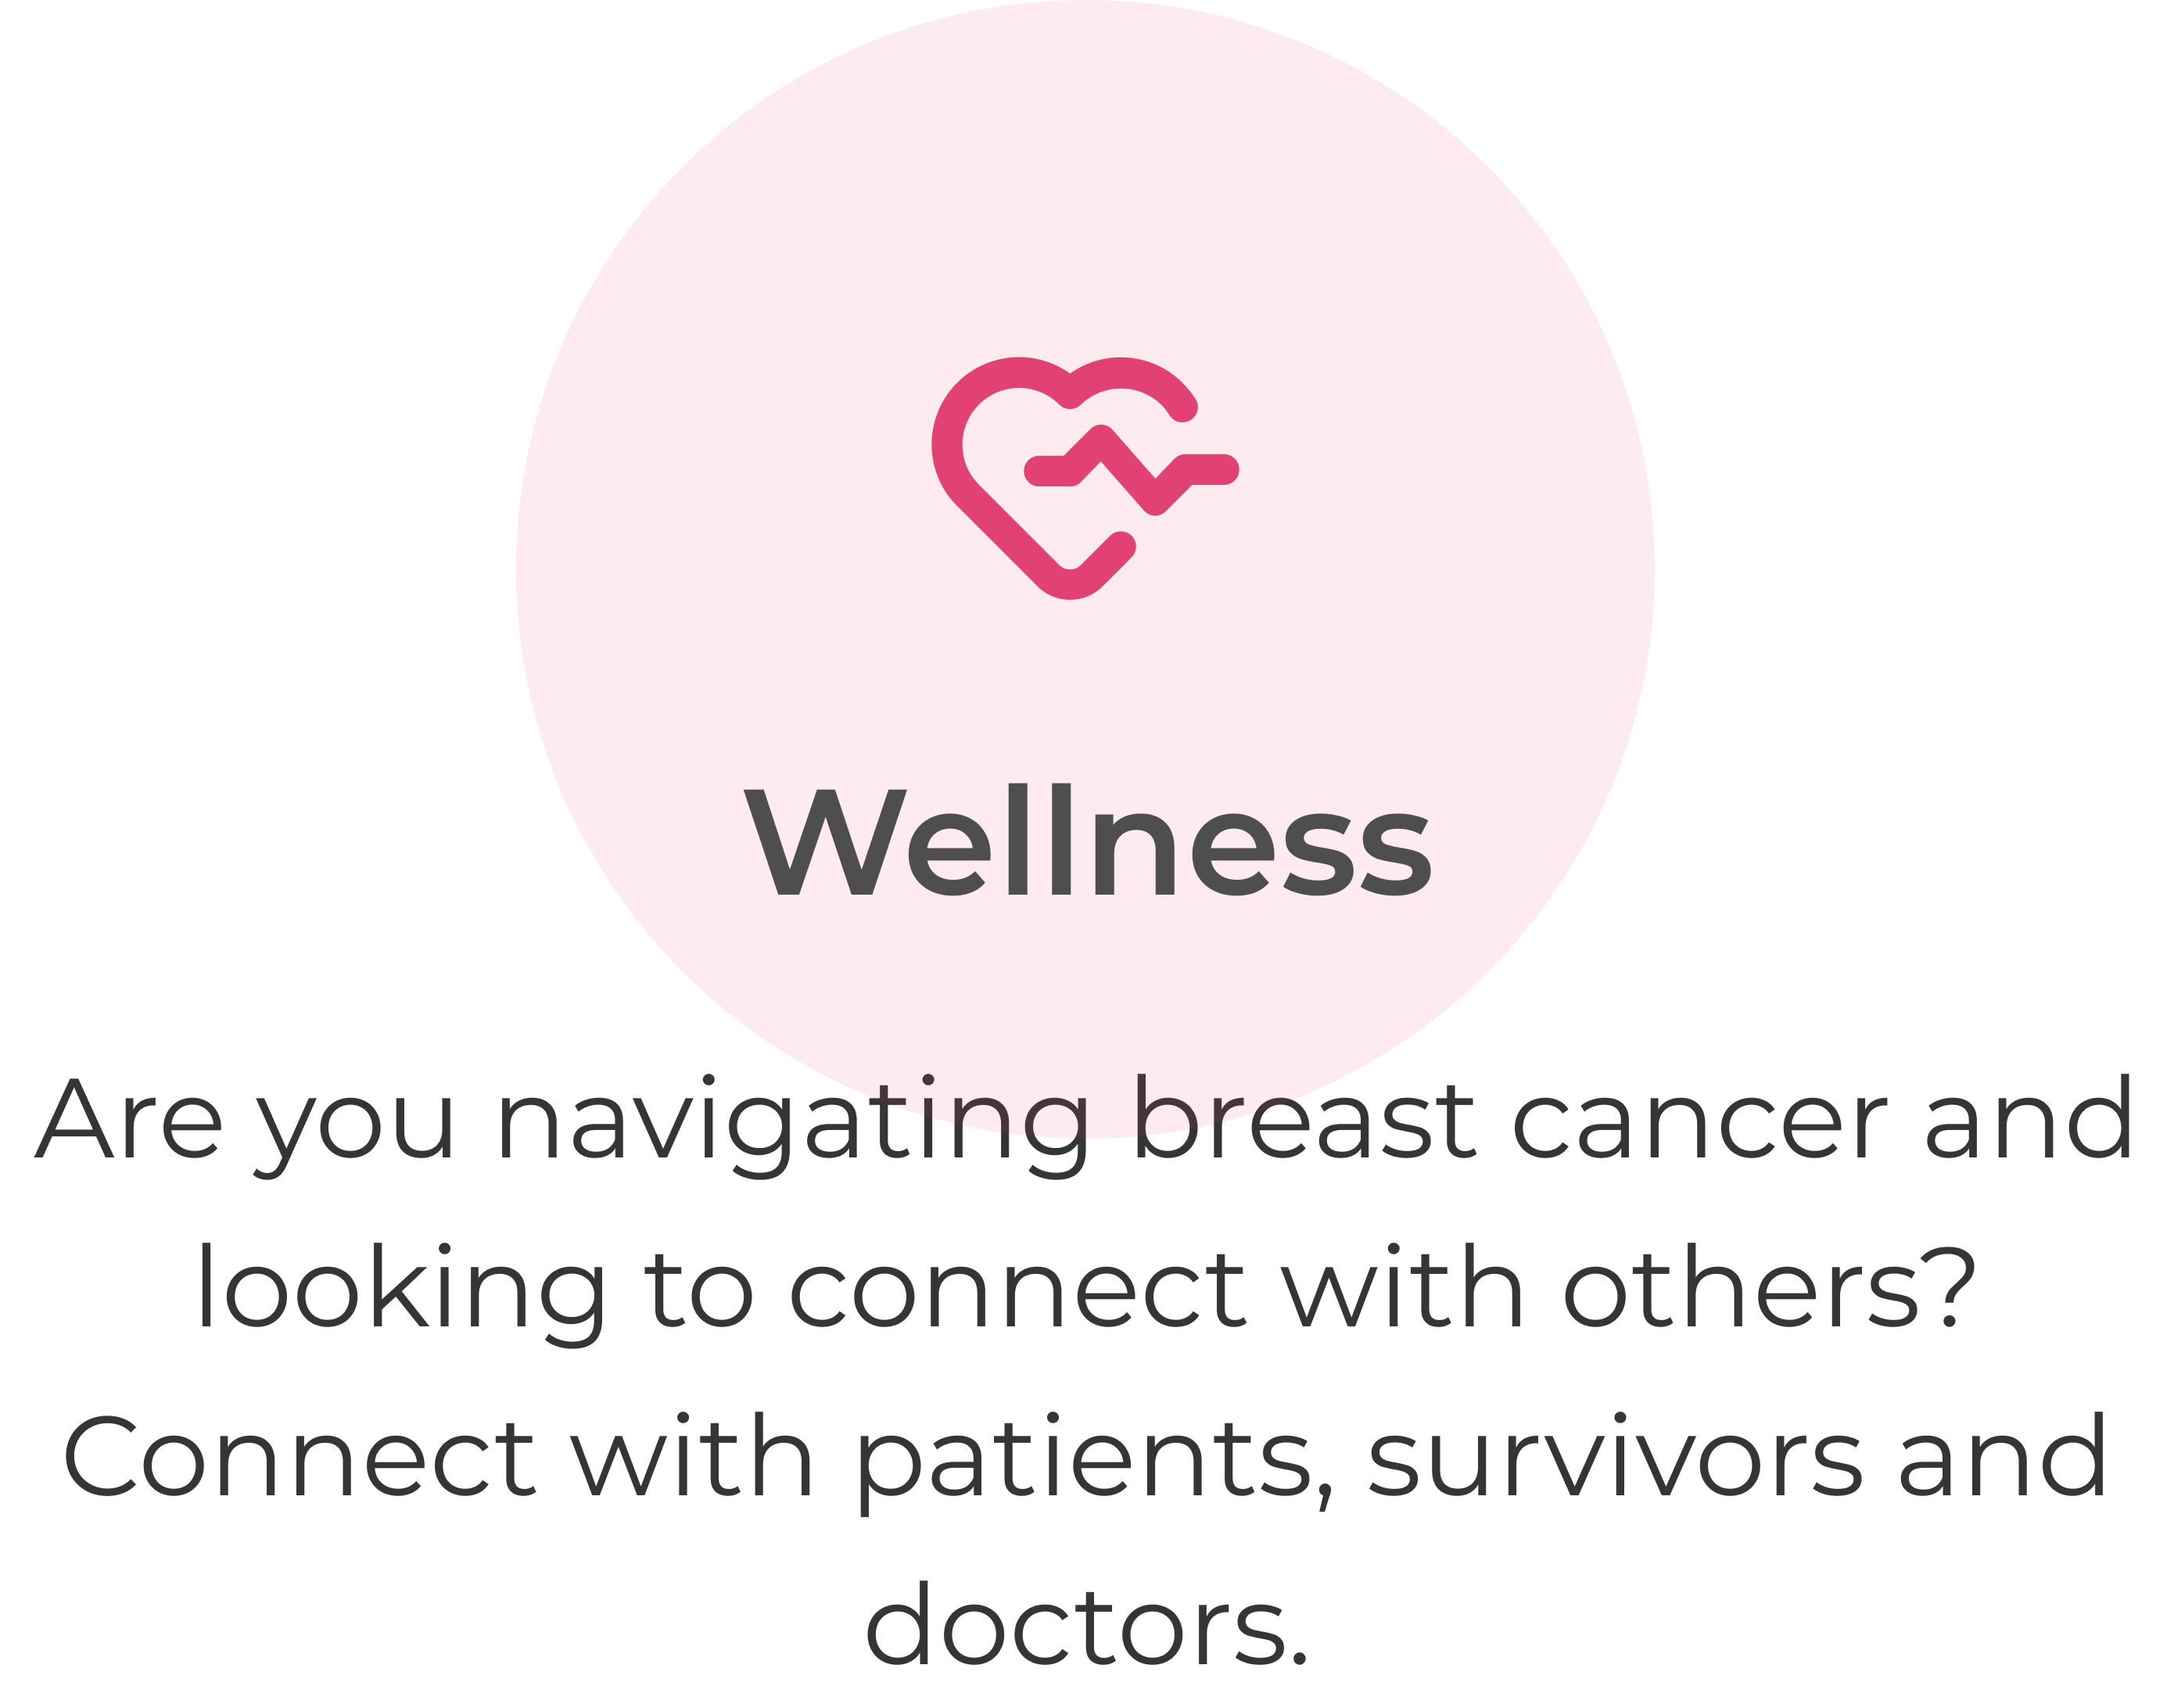 Wellness
Are you navigating breast cancer and
looking to connect with others?
Connect with patients, survivors and
doctors.